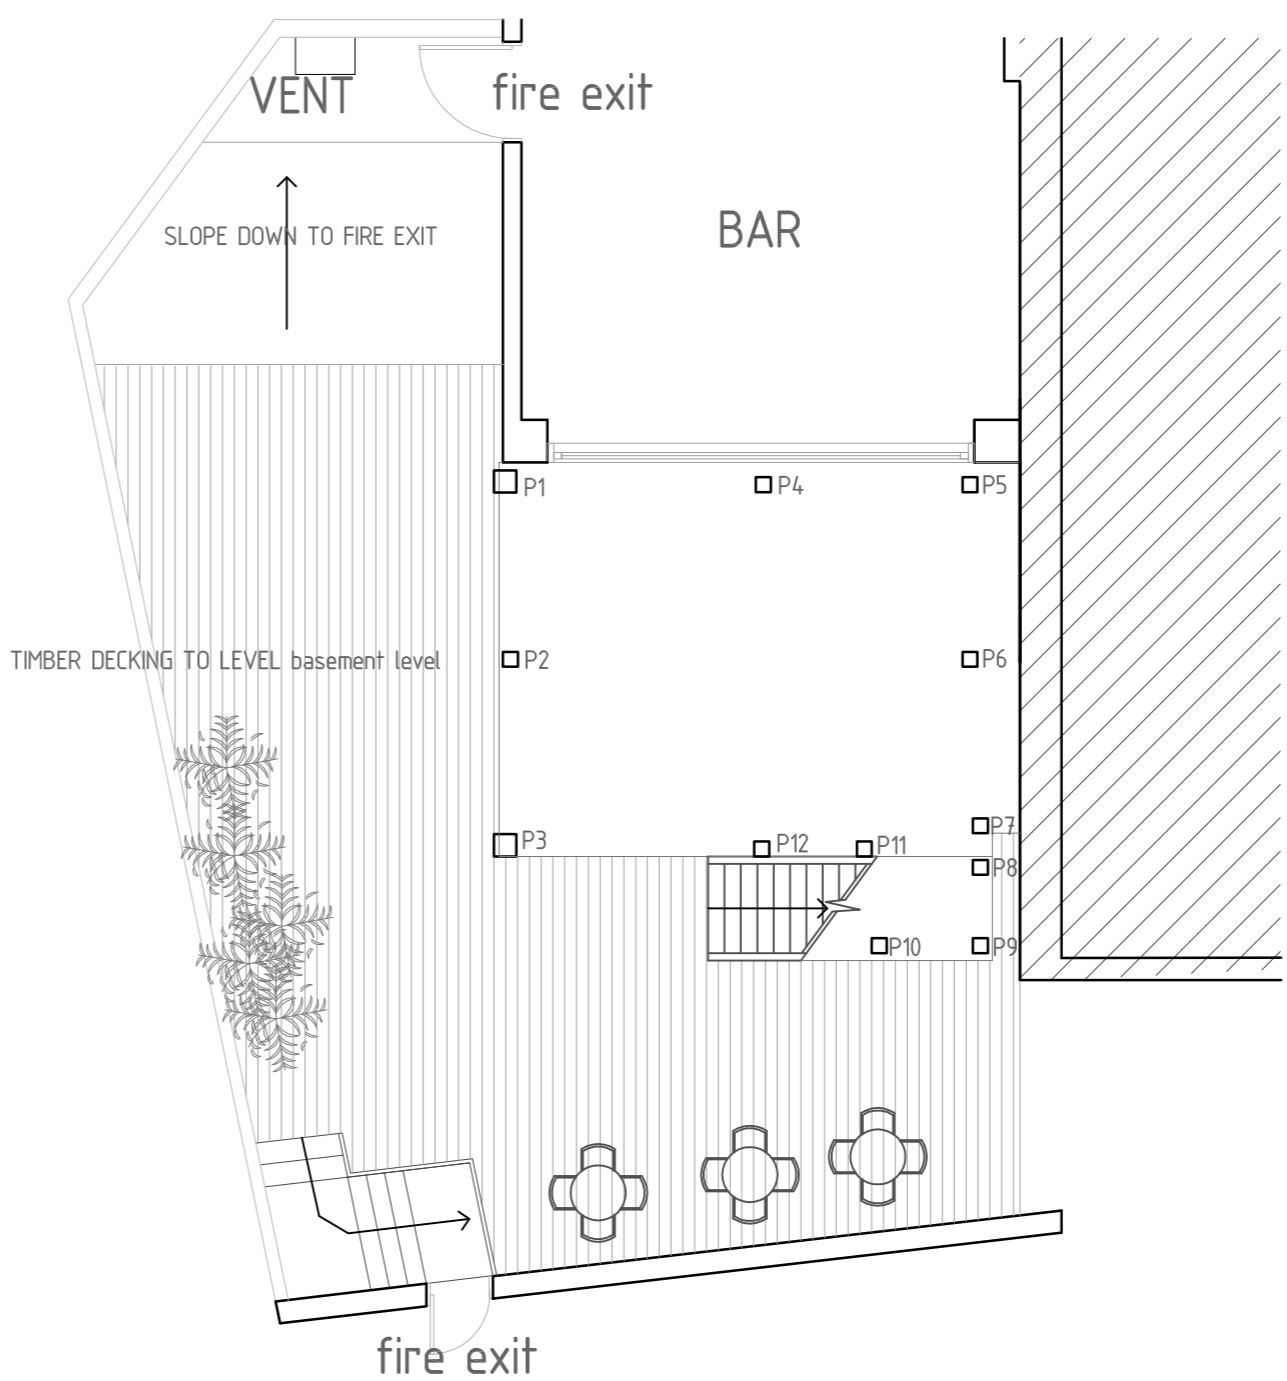 fire exit
VENT
BAR
SLOPE DOWN TO FIRE EXIT
P1
P4
P5
TIMBER DECKING TO LEVEL basement level
P2
P6
P7
P3
P12
P11
P8
P10
P9
fire exit